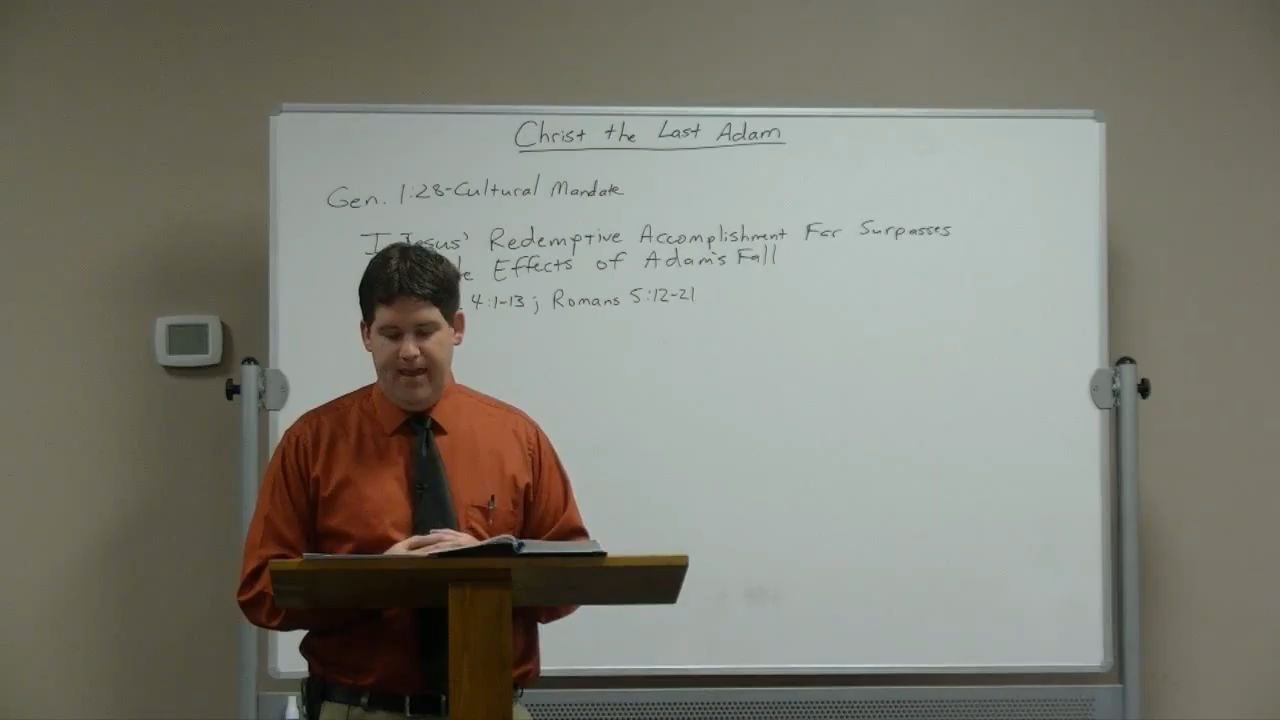 Christ the Last Adam
Gen. 1:28-Cultural Mandate
I Jesus' Redemptive Accomplishment Far Surpasses
Effects of Adam's Fall
4:1-13; Romans 5:12-21